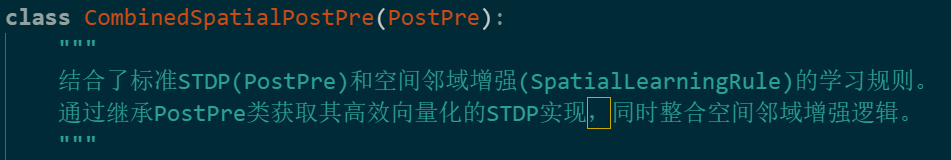 class CombinedSpatialPostPre(PostPre):
"""
结合了标准STDP(PostPre)和空间邻域增强(SpatialLearningRule)的学习规则。
通过继承PostPre类获取其高效向量化的STDP实现，同时整合空间邻域增强逻辑。
"""